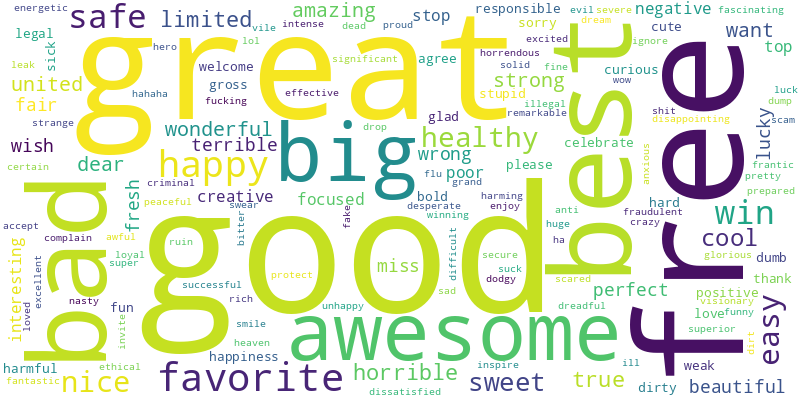 energetic
safe
limited
amazing
stop
responsible
sorry
evil
severe
dream
negative
fascinating
legal
sick
hero
vile
lol
intense
dead
proud
excited
cute
ignore
want
top
great
best
free
leak
united
hahaha
welcome
gross
significant
agree
horrendous
solid
fine
wow
curious
strong
stupid
fair
fucking
effective
illegal
shit
luck
dump
strange
wonderful
drop
glad
remarkable
disappointing
scam
lucky
wish
terrible
big
healthy
celebrate
wrong
dear
happy
please
anxious
frantic
certain
poor
flu
pretty
criminal
creative
focused
bold
grand
harming
prepared
fresh
peaceful
swear
desperate
enjoy
hard
bad
good
fake
winning
anti
fraudulent
win
accept
complain
ruin
bitter
huge
crazy
cool
interesting
awful
loyal
super
difficult
secure
ha
glorious
dumb
miss
suck
excellent
protect
dodgy
scared
thank
loved
nasty
successful
rich
sad
perfect
positive
visionary
fun
unhappy
dreadful
love
funny
easy
invite
smile
awesome
superior
dirt
happiness
heaven
harmful
ethical
horrible
inspire
ill
weak
fantastic
nice
favorite
sweet
true
dirty
beautiful
dissatisfied